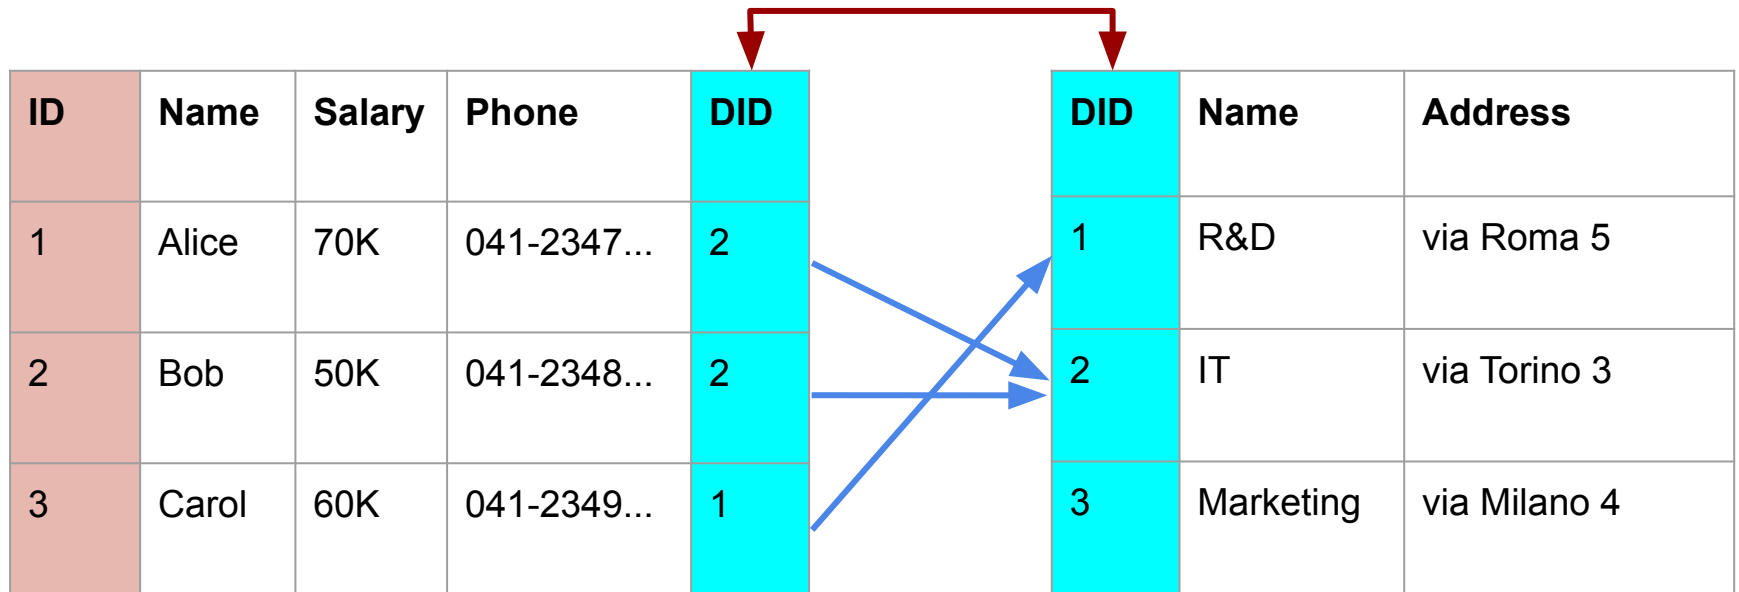 ID Name Salary Phone DID
1 Alice 70K 041-2347... 2
2 Bob 50K 041-2348... 2
3 Carol 60K 041-2349... 1
DID Name Address
1 R&D via Roma 5
2 IT via Torino 3
3 Marketing via Milano 4